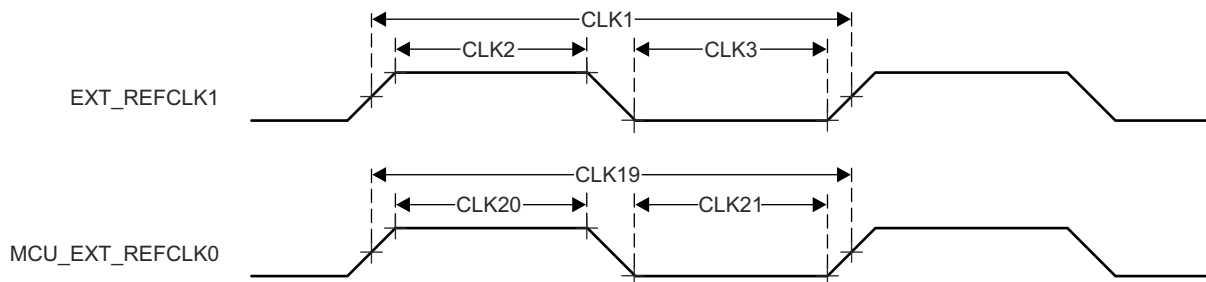 CLK1
CLK2
CLK3
EXT_REFCLK1
CLK19
CLK20
CLK21
MCU_EXT_REFCLK0